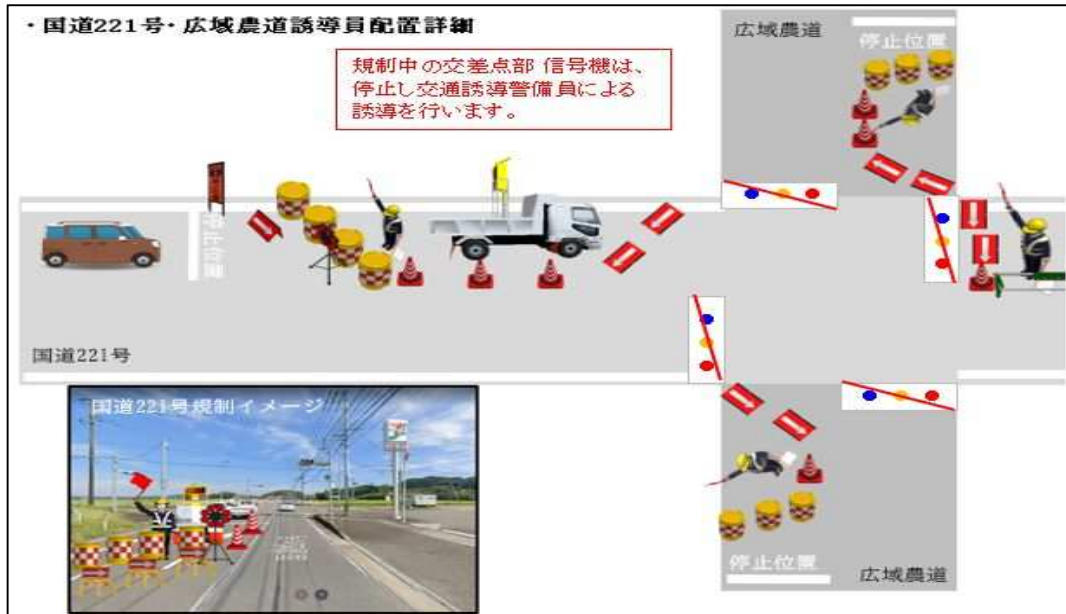 ・国道221号・広域農道誘導員配置詳細
規制中の交差点部 信号機は、
停止し交通誘導警備員による
誘導を行います。
広域農道
停止位置
停止位置
国道221号
国道221号規制イメージ
停止位置
広域農道